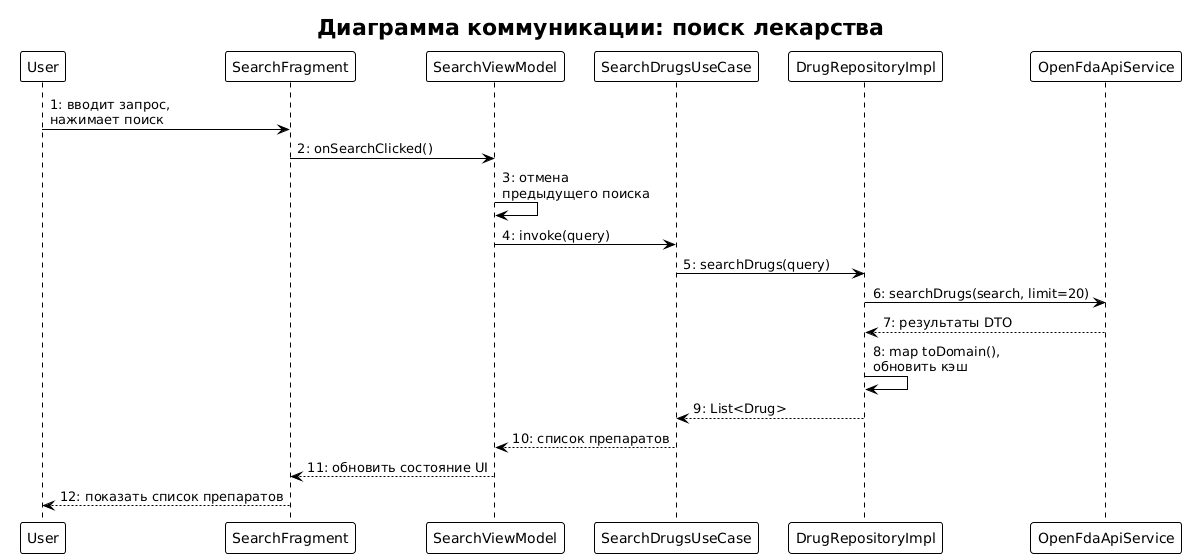 Диаграмма коммуникации: поиск лекарства
User
SearchFragment
SearchViewModel
SearchDrugsUseCase
DrugRepositoryImpl
OpenFdaApiService
1: вводит запрос,
нажимает поиск
2: onSearchClicked()
3: отмена
предыдущего поиска
4: invoke(query)
5: searchDrugs(query)
6: searchDrugs(search, limit=20)
7: результаты DTO
8: map toDomain(),
обновить кэш
9: List<Drug>
10: список препаратов
11: обновить состояние UI
12: показать список препаратов
User
SearchFragment
SearchViewModel
SearchDrugsUseCase
DrugRepositoryImpl
OpenFdaApiService